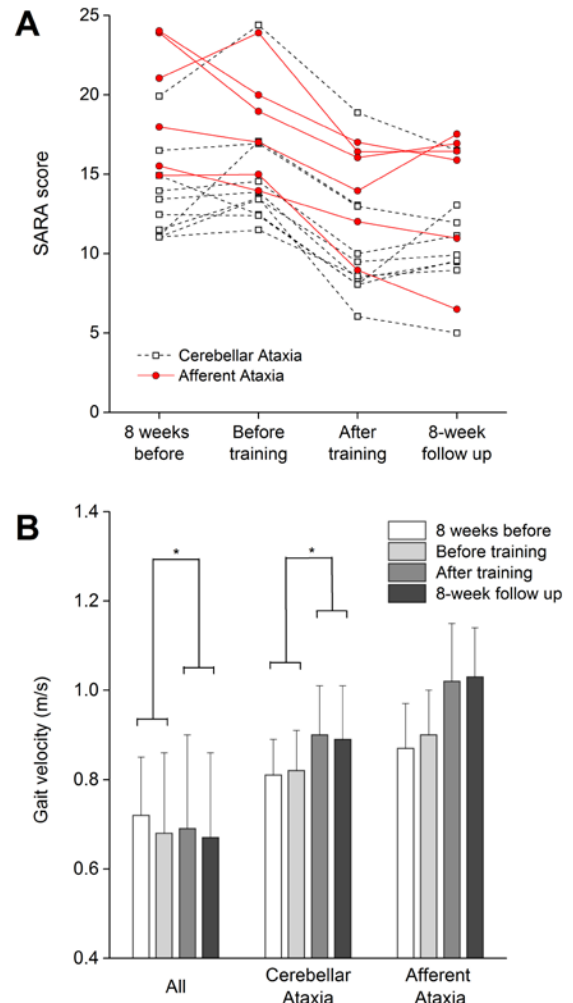 A
25
20
15
10
5
0
SARA score
Cerebellar Ataxia
Afferent Ataxia
8 weeks
before
Before
training
After
training
8-week
follow up
B
1.4
1.2
1.0
0.8
0.6
0.4
Gait velocity (m/s)
*
*
8 weeks before
Before training
After training
8-week follow up
All
Cerebellar
Ataxia
Afferent
Ataxia